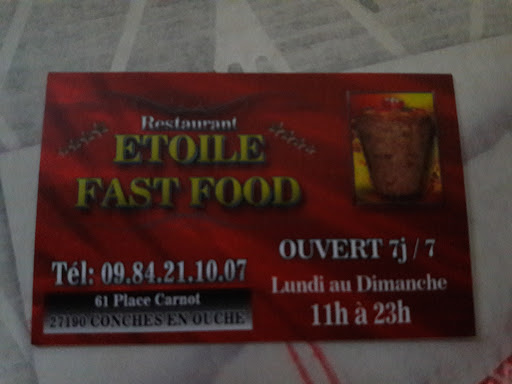 Restaurant
ETOILE
FAST FOOD
Tél: 09.84.21.10.07
61 Place Carnot
27190 CONCHES EN OUCHE
OUVERT 7j / 7
Lundi au Dimanche
11h à 23h